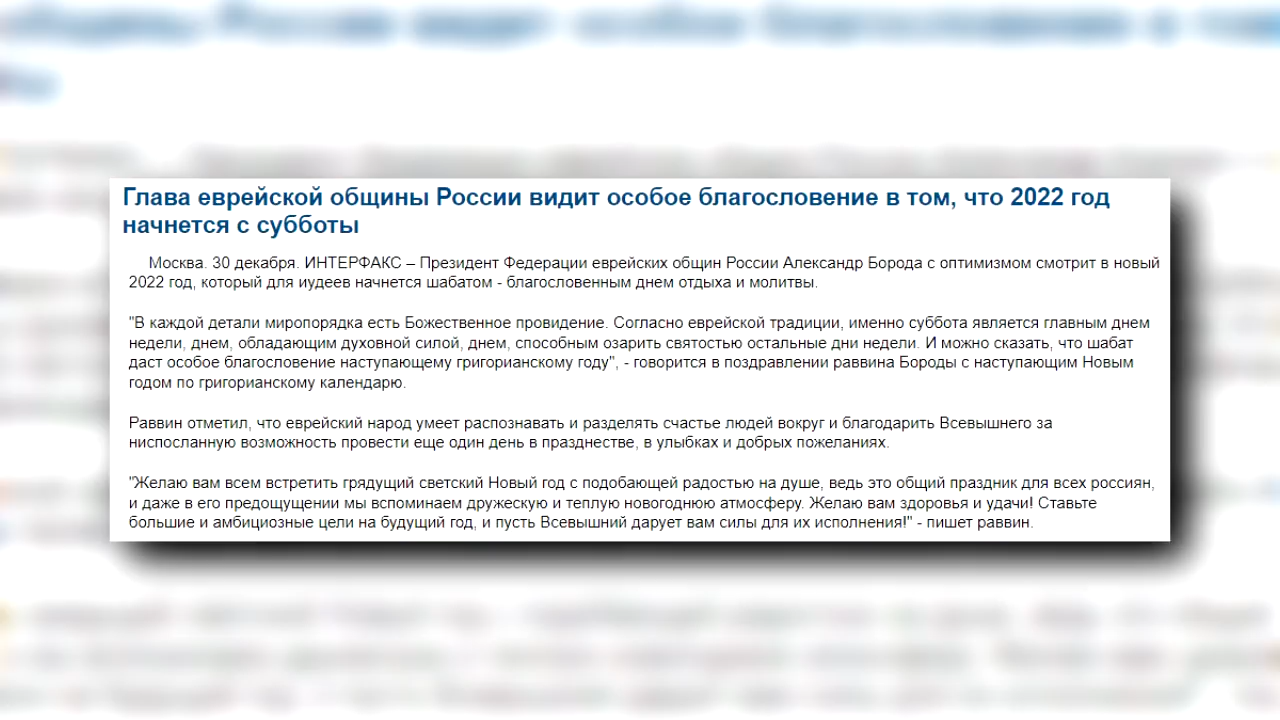 Глава еврейской общины России видит особое благословение в том, что 2022 год
начнется с субботы
Москва. 30 декабря. ИНТЕРФАКС – Президент Федерации еврейских общин России Александр Борода с оптимизмом смотрит в новый
2022 год, который для иудеев начнется шабатом - благословенным днем отдыха и молитвы.
"В каждой детали миропорядка есть Божественное провидение. Согласно еврейской традиции, именно суббота является главным днем
недели, днем, обладающим духовной силой, днем, способным озарить святостью остальные дни недели. И можно сказать, что шабат
даст особое благословение наступающему григорианскому году", - говорится в поздравлении раввина Бороды с наступающим Новым
годом по григорианскому календарю.
Раввин отметил, что еврейский народ умеет распознавать и разделять счастье людей вокруг и благодарить Всевышнего за
ниспосланную возможность провести еще один день в празднестве, в улыбках и добрых пожеланиях.
"Желаю вам всем встретить грядущий светский Новый год с подобающей радостью на душе, ведь это общий праздник для всех россиян,
и даже в его предощущении мы вспоминаем дружескую и теплую новогоднюю атмосферу. Желаю вам здоровья и удачи! Ставьте
большие и амбициозные цели на будущий год, и пусть Всевышний дарует вам силы для их исполнения!" - пишет раввин.